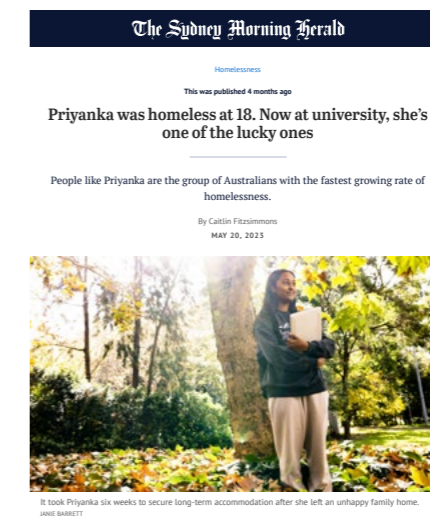 The Sydney Morning Herald
Homelessness
This was published 4 months ago
Priyanka was homeless at 18. Now at university, she's
one of the lucky ones
People like Priyanka are the group of Australians with the fastest growing rate of
homelessness.
By Caitlin Fitzsimmons
MAY 20, 2023
It took Priyanka six weeks to secure long-term accommodation after she left an unhappy family home.
JANIE BARRETT